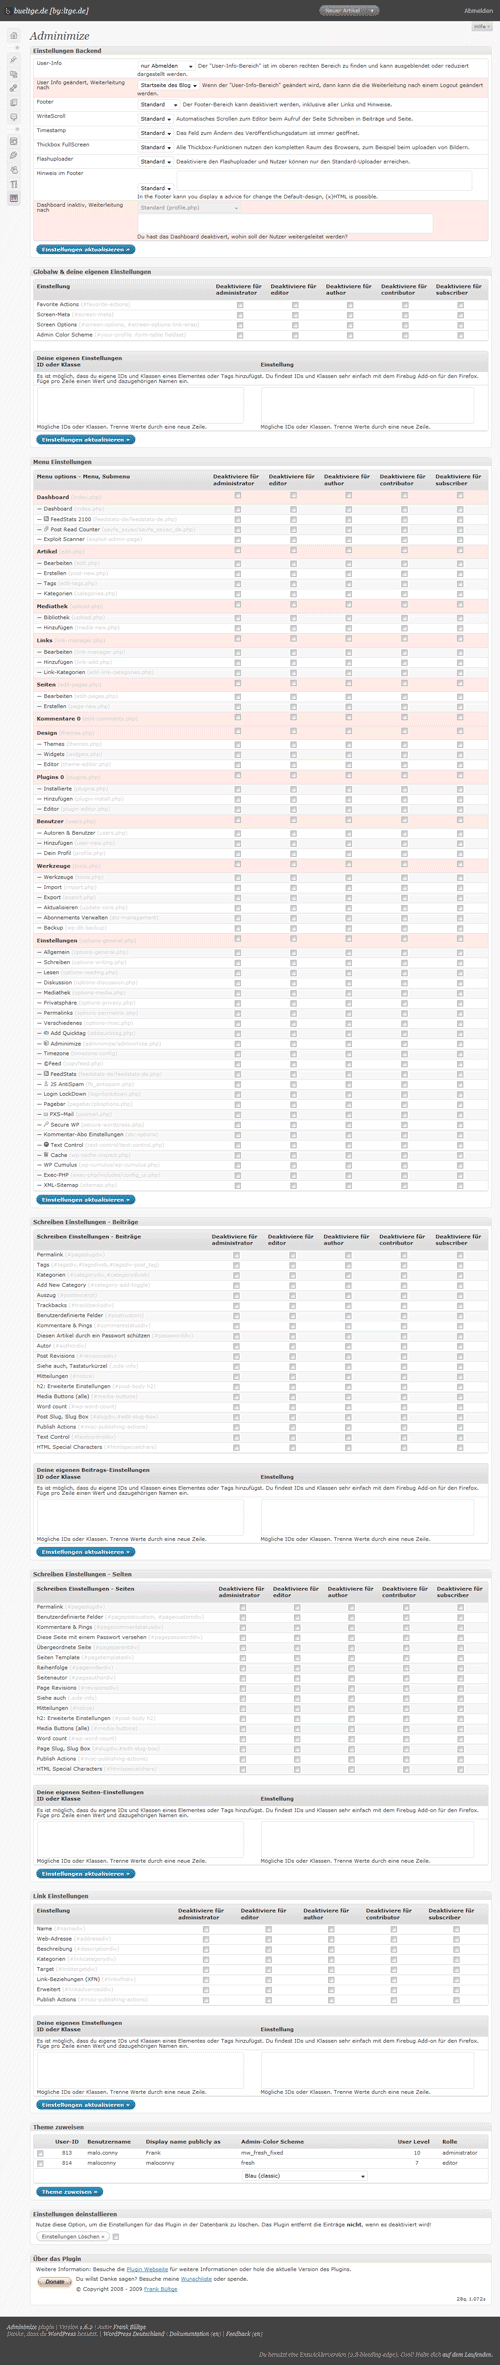 bueltge.de [by:ltge.de]
Neuer Artikel
Abmelden
Hilfe
Adminimize
Einstellungen Backend
User-Info
nur Abmelden
Der "User-Info-Bereich" ist im oberen rechten Bereich zu finden und kann ausgeblendet oder reduziert
dargestellt werden.
User Info geändert, Weiterleitung
nach
Startseite des Blog
Wenn der "User-Info-Bereich" geändert wird, dann kann die die Weiterleitung nach einem Logout geändert
werden.
Footer
Standard
Der Footer-Bereich kann deaktiviert werden, inklusive aller Links und Hinweise.
WriteScroll
Standard
Automatisches Scrollen zum Editor beim Aufruf der Seite Schreiben in Beiträge und Seite.
Timestamp
Standard
Das Feld zum Ändern des Veröffentlichungsdatum ist immer geöffnet.
Thickbox FullScreen
Standard
Alle Thickbox-Funktionen nutzen den kompletten Raum des Browsers, zum Beispiel beim uploaden von Bildern.
Flashuploader
Standard
Deaktiviere den Flashuploader und Nutzer können nur den Standard-Uploader erreichen.
Hinweis im Footer
Standard
In the Footer kann you display a advice for change the Default-design, (x)HTML is possible.
Dashboard inaktiv, Weiterleitung
nach
Standard (profile.php)
Du hast das Dashboard deaktiviert, wohin soll der Nutzer weitergeleitet werden?
Einstellungen aktualisieren »
Globalw & deine eigenen Einstellungen
Einstellung
Deaktiviere für administrator
Deaktiviere für editor
Deaktiviere für author
Deaktiviere für contributor
Deaktiviere für subscriber
Favorite Actions (#favorite-actions)
Screen-Meta (#screen-meta)
Screen Options
Admin Color Scheme
Deine eigenen Einstellungen
ID oder Klasse
Einstellung
Es ist möglich, dass du eigene IDs und Klassen eines Elementes oder Tags hinzufügst. Du findest IDs und Klassen sehr einfach mit dem Firebug Add-on für den Firefox.
Füge pro Zeile einen Wert und dazugehörigen Namen ein.
Mögliche IDs oder Klassen. Trenne Werte durch eine neue Zeile.
Mögliche IDs oder Klassen. Trenne Werte durch eine neue Zeile.
Einstellungen aktualisieren »
Menu Einstellungen
Menu options - Menu, Submenu
Deaktiviere für administrator
Deaktiviere für editor
Deaktiviere für author
Deaktiviere für contributor
Deaktiviere für subscriber
Dashboard (index.php)
— Dashboard (index.php)
— FeedStats 2100
— Post Read Counter
— Exploit Scanner
Artikel (edit.php)
— Bearbeiten (edit.php)
— Erstellen (post-new.php)
— Tags (edit-tags.php)
— Kategorien (categories.php)
Mediathek (upload.php)
— Bibliothek (upload.php)
— Hinzufügen (media-new.php)
Links (link-manager.php)
— Bearbeiten (link-manager.php)
— Hinzufügen (link-add.php)
— Link-Kategorien (edit-link-categories.php)
Seiten (edit-pages.php)
— Bearbeiten (edit-pages.php)
— Erstellen (page-new.php)
Kommentare 0 (edit-comments.php)
Design (themes.php)
— Themes (themes.php)
— Widgets (widgets.php)
— Editor (theme-editor.php)
Plugins 0 (plugins.php)
— Installierte (plugins.php)
— Hinzufügen (plugin-install.php)
— Editor (plugin-editor.php)
Benutzer (users.php)
— Autoren & Benutzer (users.php)
— Hinzufügen (user-new.php)
— Dein Profil (profile.php)
Werkzeuge (tools.php)
— Werkzeuge (tools.php)
— Import (import.php)
— Export (export.php)
— Aktualisieren
— Abonnements Verwalten
— Backup
Einstellungen (options-general.php)
— Allgemein (options-general.php)
— Schreiben (options-writing.php)
— Lesen (options-reading.php)
— Diskussion (options-discussion.php)
— Mediathek (options-media.php)
— Privatsphäre (options-privacy.php)
— Permalinks (options-permalink.php)
— Verschiedenes (options-misc.php)
— Add Quicktag
— Adminimize
— Timezone
— ©Feed
— FeedStats
— JS AntiSpam
— Login LockDown
— Pagebar
— PXS-Mail
— Secure WP
— Kommentar-Abo Einstellungen
— Text Control
— Cache
— WP Cumulus
— Exec-PHP
— XML-Sitemap
Einstellungen aktualisieren »
Schreiben Einstellungen - Beiträge
Schreiben Einstellungen - Beiträge
Deaktiviere für administrator
Deaktiviere für editor
Deaktiviere für author
Deaktiviere für contributor
Deaktiviere für subscriber
Permalink
Tags
Kategorien
Add New Category
Auszug
Trackbacks
Benutzerdefinierte Felder
Kommentare & Pings
Diesen Artikel durch ein Passwort schützen
Autor
Post Revisions
Siehe auch, Tastaturkürzel
Mitteilungen
h2: Erweiterte Einstellungen
Media Buttons (alle)
Word count
Post Slug, Slug Box
Publish Actions
Text Control
HTML Special Characters
Deine eigenen Beitrags-Einstellungen
ID oder Klasse
Einstellung
Es ist möglich, dass du eigene IDs und Klassen eines Elementes oder Tags hinzufügst. Du findest IDs und Klassen sehr einfach mit dem Firebug Add-on für den Firefox.
Füge pro Zeile einen Wert und dazugehörigen Namen ein.
Mögliche IDs oder Klassen. Trenne Werte durch eine neue Zeile.
Mögliche IDs oder Klassen. Trenne Werte durch eine neue Zeile.
Einstellungen aktualisieren »
Schreiben Einstellungen - Seiten
Schreiben Einstellungen - Seiten
Deaktiviere für administrator
Deaktiviere für editor
Deaktiviere für author
Deaktiviere für contributor
Deaktiviere für subscriber
Permalink
Benutzerdefinierte Felder
Kommentare & Pings
Diese Seite mit einem Passwort versehen
Übergeordnete Seite
Seiten Template
Reihenfolge
Seitenautor
Page Revisions
Siehe auch
Mitteilungen
h2: Erweiterte Einstellungen
Media Buttons (alle)
Word count
Page Slug, Slug Box
Publish Actions
HTML Special Characters
Deine eigenen Seiten-Einstellungen
ID oder Klasse
Einstellung
Es ist möglich, dass du eigene IDs und Klassen eines Elementes oder Tags hinzufügst. Du findest IDs und Klassen sehr einfach mit dem Firebug Add-on für den Firefox.
Füge pro Zeile einen Wert und dazugehörigen Namen ein.
Mögliche IDs oder Klassen. Trenne Werte durch eine neue Zeile.
Mögliche IDs oder Klassen. Trenne Werte durch eine neue Zeile.
Einstellungen aktualisieren »
Link Einstellungen
Einstellung
Deaktiviere für administrator
Deaktiviere für editor
Deaktiviere für author
Deaktiviere für contributor
Deaktiviere für subscriber
Name
Web-Adresse
Beschreibung
Kategorien
Target
Link-Beziehungen (XFN)
Erweitert
Publish Actions
Deine eigenen Einstellungen
ID oder Klasse
Einstellung
Es ist möglich, dass du eigene IDs und Klassen eines Elementes oder Tags hinzufügst. Du findest IDs und Klassen sehr einfach mit dem Firebug Add-on für den Firefox.
Füge pro Zeile einen Wert und dazugehörigen Namen ein.
Mögliche IDs oder Klassen. Trenne Werte durch eine neue Zeile.
Mögliche IDs oder Klassen. Trenne Werte durch eine neue Zeile.
Einstellungen aktualisieren »
Theme zuweisen
User-ID Benutzername Display name publicly as Admin-Color Scheme User Level Rolle
813 malo.conny Frank mw_fresh_fixed 10 administrator
814 maloconny maloconny fresh 7 editor
Blau (classic)
Theme zuweisen »
Einstellungen deinstallieren
Nutze diese Option, um die Einstellungen für das Plugin in der Datenbank zu löschen. Das Plugin entfernt die Einträge nicht, wenn es deaktiviert wird!
Einstellungen Löschen »
Über das Plugin
Weitere Information: Besuche die Plugin Webseite für weitere Informationen oder hole die aktuelle Version des Plugins.
Donate
Du willst Danke sagen? Besuche meine Wunschliste oder spende.
© Copyright 2008 - 2009 Frank Bültge
28q, 1.072s
Adminimize plugin | Version 1.6.2 | Autor Frank Bültge
Danke, dass du WordPress benutzt. | WordPress Deutschland | Dokumentation (en) | Feedback (en)
Du benutzt eine Entwicklerversion (2.8-bleeding-edge). Cool! Halte dich auf dem Laufenden.